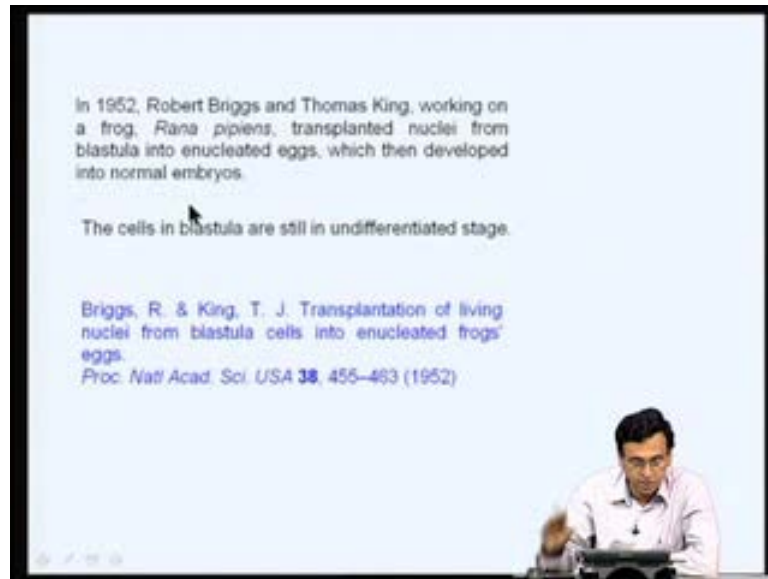 In 1952, Robert Briggs and Thomas King, working on
a frog, Rana pipiens, transplanted nuclei from
blastula into enucleated eggs, which then developed
into normal embryos.
The cells in blastula are still in undifferentiated stage.
Briggs, R. & King, T. J. Transplantation of living
nuclei from blastula cells into enucleated frogs'
eggs.
Proc. Natl Acad. Sci. USA 38, 455–463 (1952)